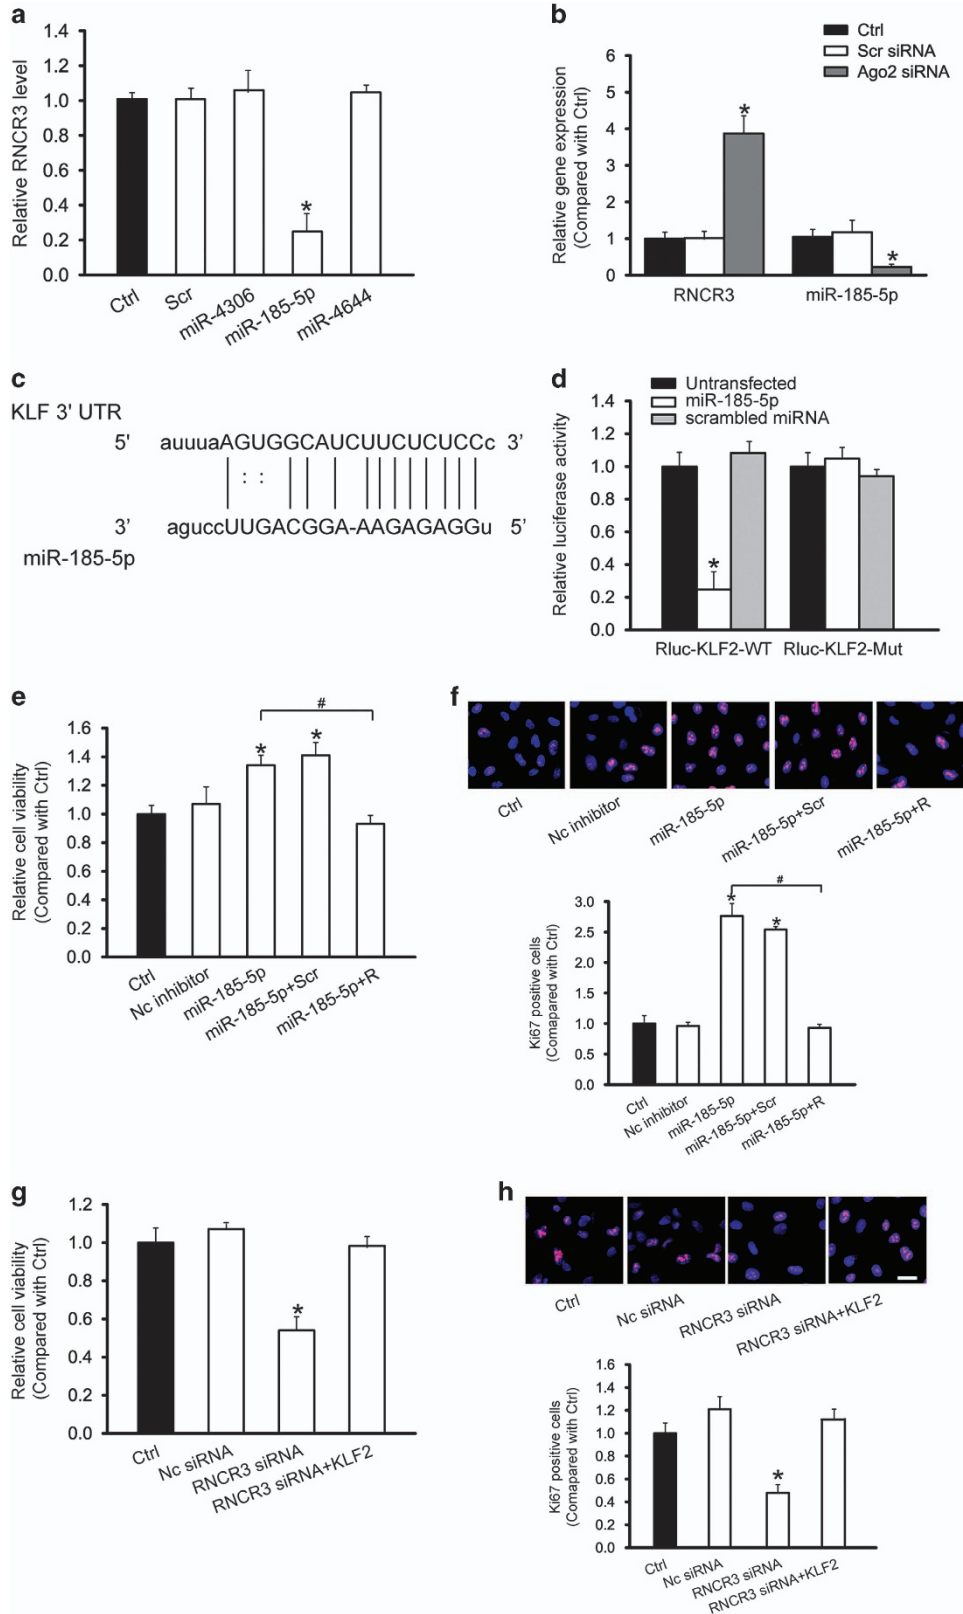 a
Relative RNCR3 level
1.4
1.2
1.0
0.8
0.6
0.4
0.2
0.0
*
Ctrl
Scr
miR-4306
miR-185-5p
miR-4644
b
Ctrl
Scr siRNA
Ago2 siRNA
Relative gene expression
(Compared with Ctrl)
6
5
4
3
2
1
0
*
*
RNCR3
miR-185-5p
c
KLF 3' UTR
5' auuuaAGUGGCAUCUUCUCUCCc 3'
: :
3' aguccUUGACGGA-AAGAGAGGu 5'
miR-185-5p
d
Untransfected
miR-185-5p
scrambled miRNA
Relative luciferase activity
1.4
1.2
1.0
0.8
0.6
0.4
0.2
0.0
*
Rluc-KLF2-WT
Rluc-KLF2-Mut
e
Relative cell viability
(Compared with Ctrl)
1.6
1.4
1.2
1.0
0.8
0.6
0.4
0.2
0.0
#
*
*
Ctrl
Nc inhibitor
miR-185-5p
miR-185-5p+Scr
miR-185-5p+R
f
Ctrl
Nc inhibitor
miR-185-5p
miR-185-5p+Scr
miR-185-5p+R
Ki67 positive cells
(Comapared with Ctrl)
3.0
2.5
2.0
1.5
1.0
0.5
0.0
#
*
*
Ctrl
Nc inhibitor
miR-185-5p
miR-185-5p+Scr
miR-185-5p+R
g
Relative cell viability
(Compared with Ctrl)
1.2
1.0
0.8
0.6
0.4
0.2
0.0
*
Ctrl
Nc siRNA
RNCR3 siRNA
RNCR3 siRNA+KLF2
h
Ctrl
Nc siRNA
RNCR3 siRNA
RNCR3 siRNA+KLF2
Ki67 positive cells
(Comapared with Ctrl)
1.6
1.4
1.2
1.0
0.8
0.6
0.4
0.2
0.0
*
Ctrl
Nc siRNA
RNCR3 siRNA
RNCR3 siRNA+KLF2